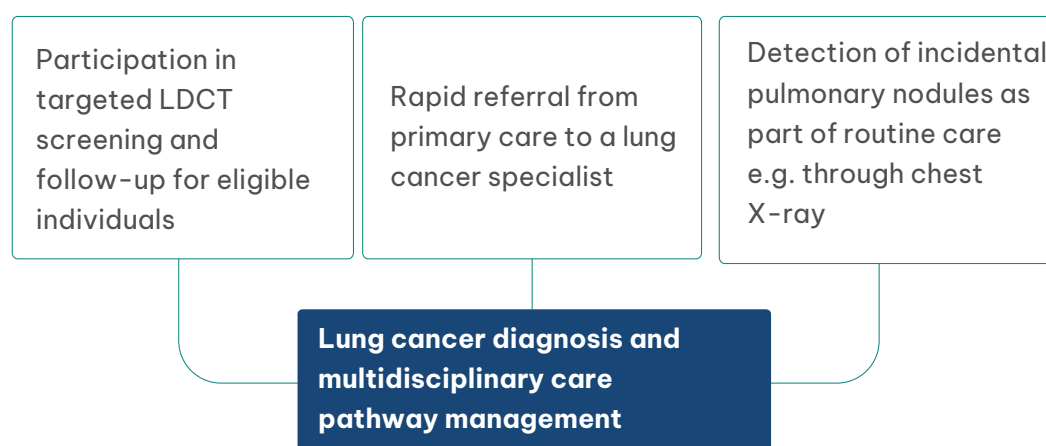 Participation in
targeted LDCT
screening and
follow-up for eligible
individuals
Rapid referral from
primary care to a lung
cancer specialist
Detection of incidental
pulmonary nodules as
part of routine care
e.g. through chest
X-ray
Lung cancer diagnosis and
multidisciplinary care
pathway management